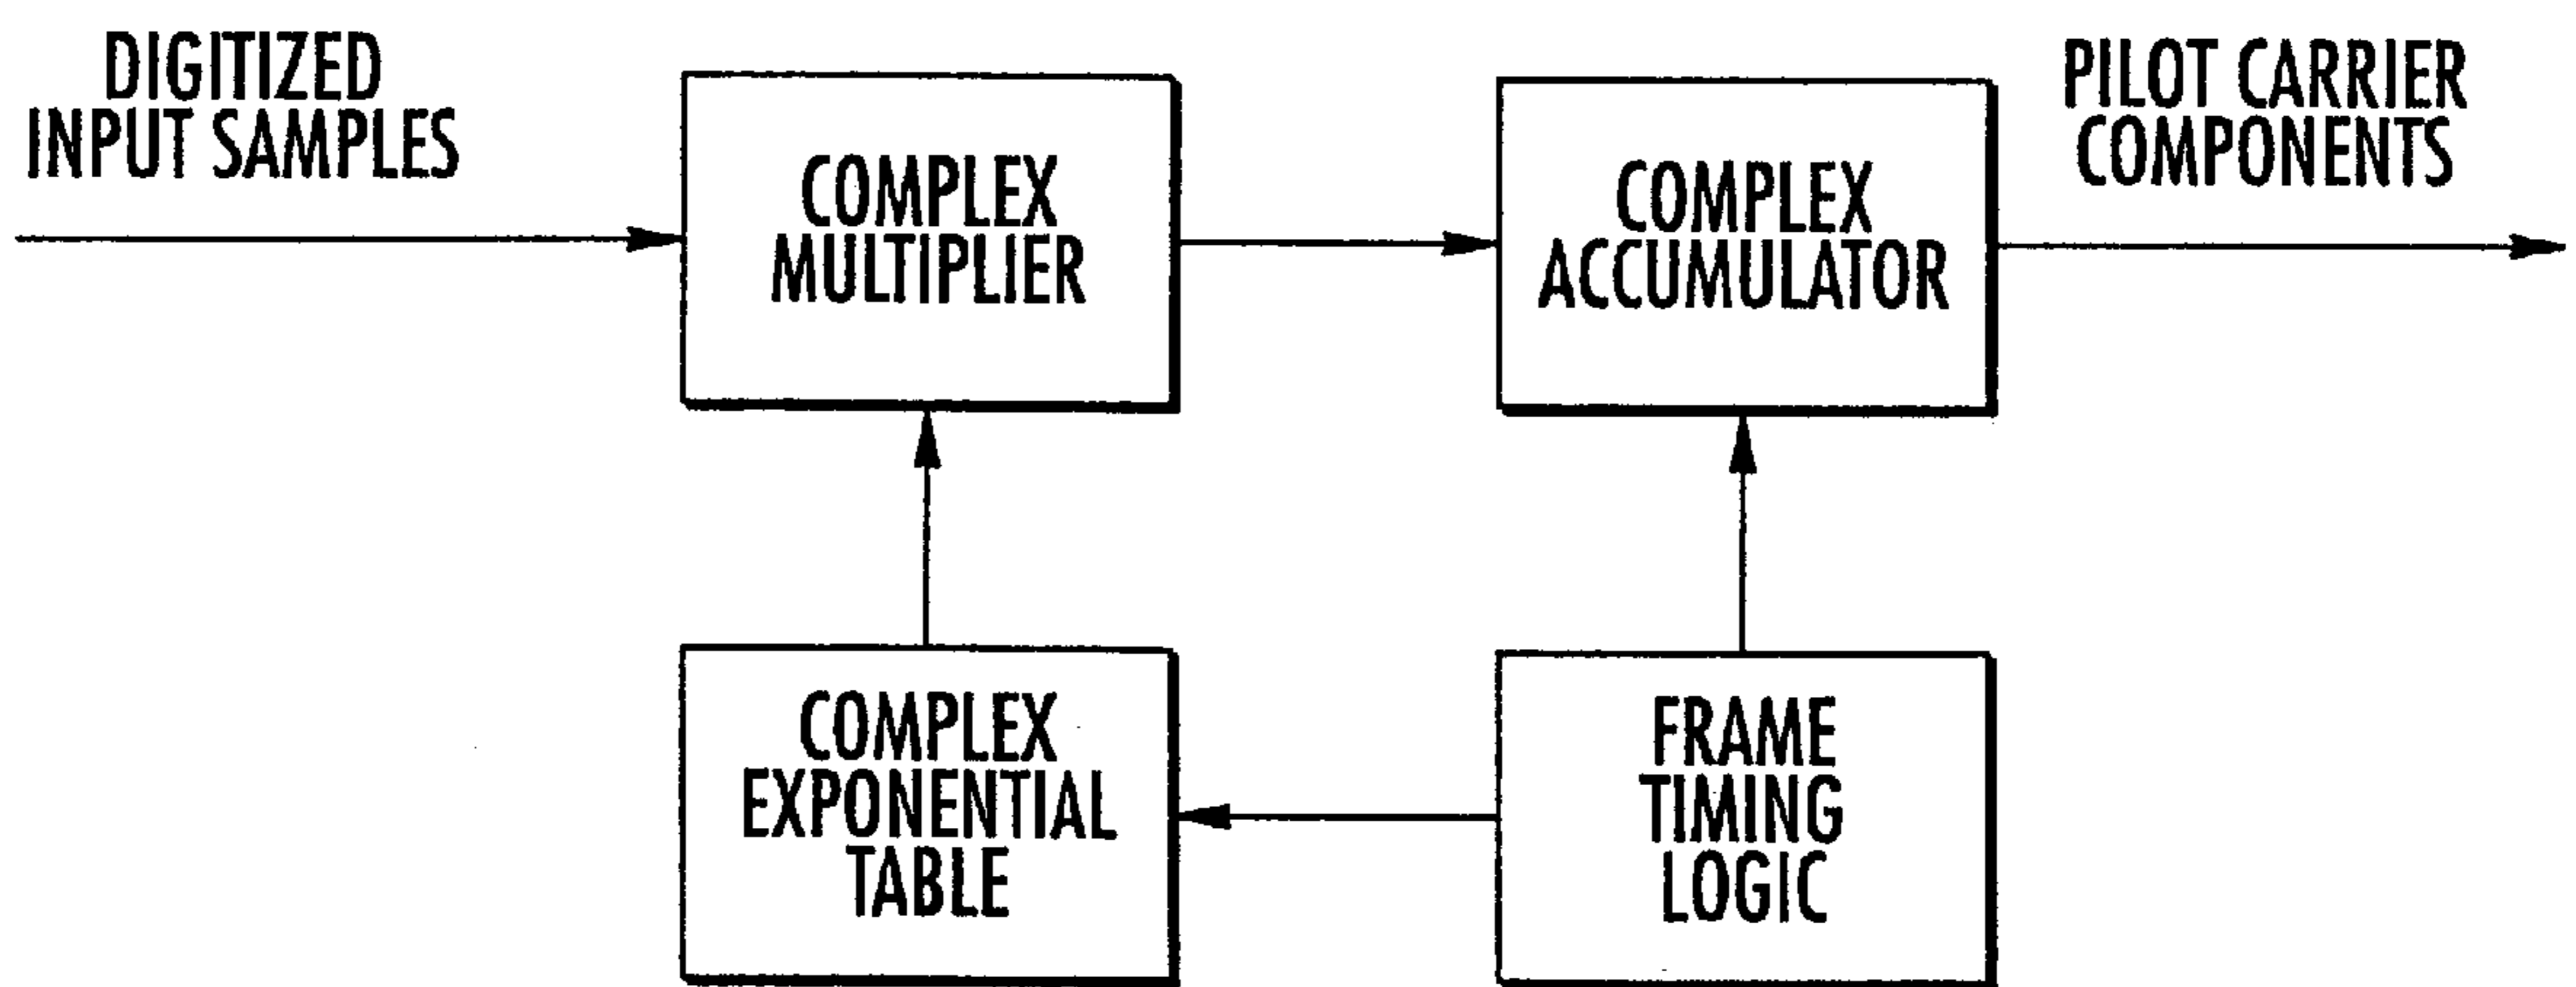 DIGITIZED
INPUT SAMPLES
COMPLEX
MULTIPLIER
COMPLEX
ACCUMULATOR
PILOT CARRIER
COMPONENTS
COMPLEX
EXPONENTIAL
TABLE
FRAME
TIMING
LOGIC